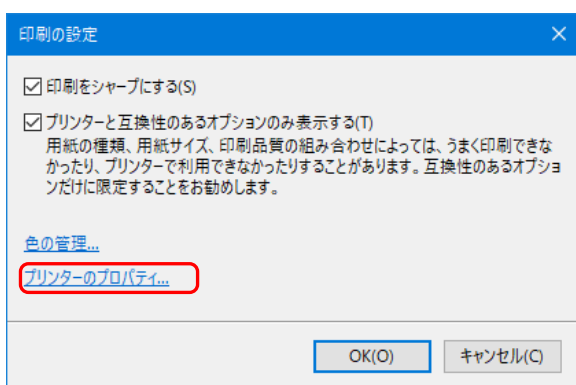 印刷の設定
印刷をシャープにする(S)
プリンターと互換性のあるオプションのみ表示する(T)
用紙の種類、用紙サイズ、印刷品質の組み合わせによっては、うまく印刷できな
かったり、プリンターで利用できなかったりすることがあります。互換性のあるオプショ
ンだけに限定することをお勧めします。
色の管理...
プリンターのプロパティ...
OK(O) キャンセル(C)